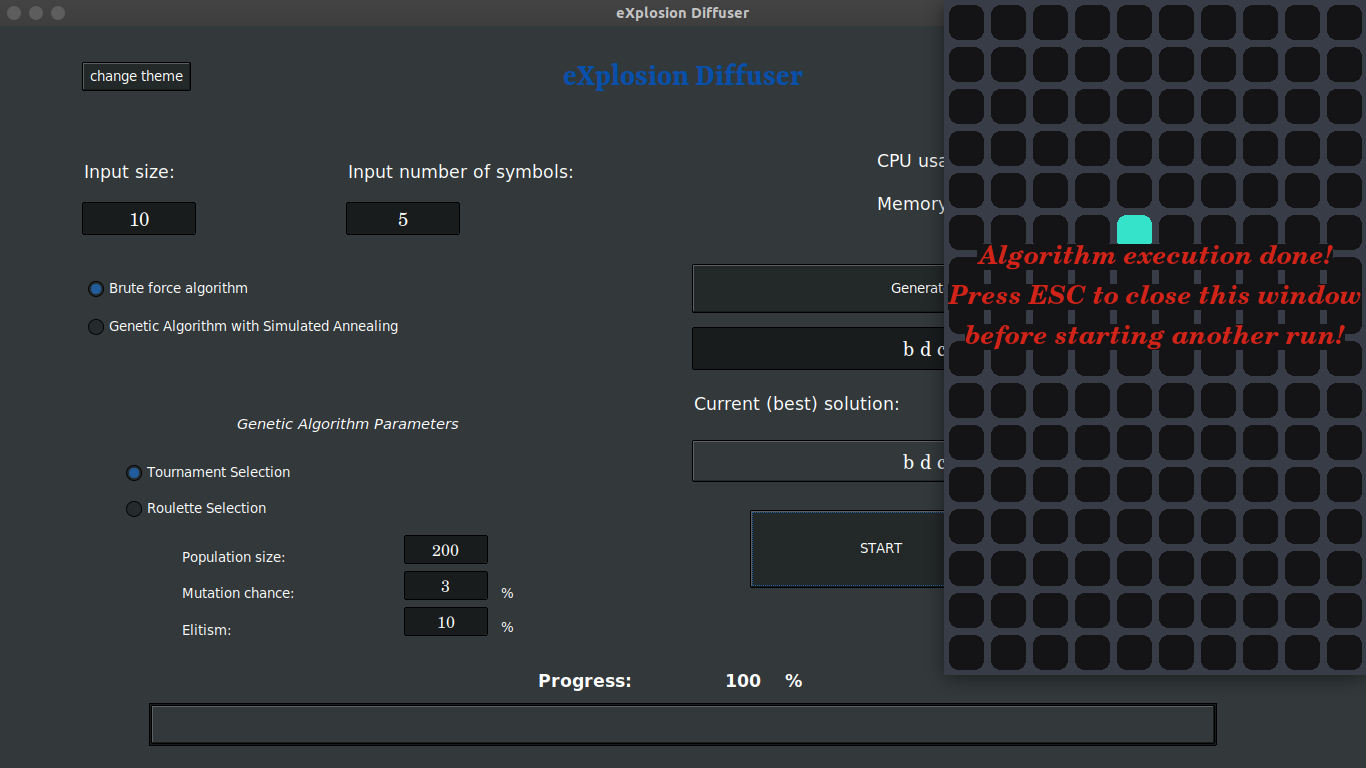 eXplosion Diffuser
change theme
eXplosion Diffuser
Input size:
Input number of symbols:
10
5
CPU usa
Memory
Brute force algorithm
Genetic Algorithm with Simulated Annealing
Generat
b d c
Current (best) solution:
b d c
START
Genetic Algorithm Parameters
Tournament Selection
Roulette Selection
Population size:
200
Mutation chance:
3
%
Elitism:
10
%
Progress:
100 %
Algorithm execution done!
Press ESC to close this window
before starting another run!